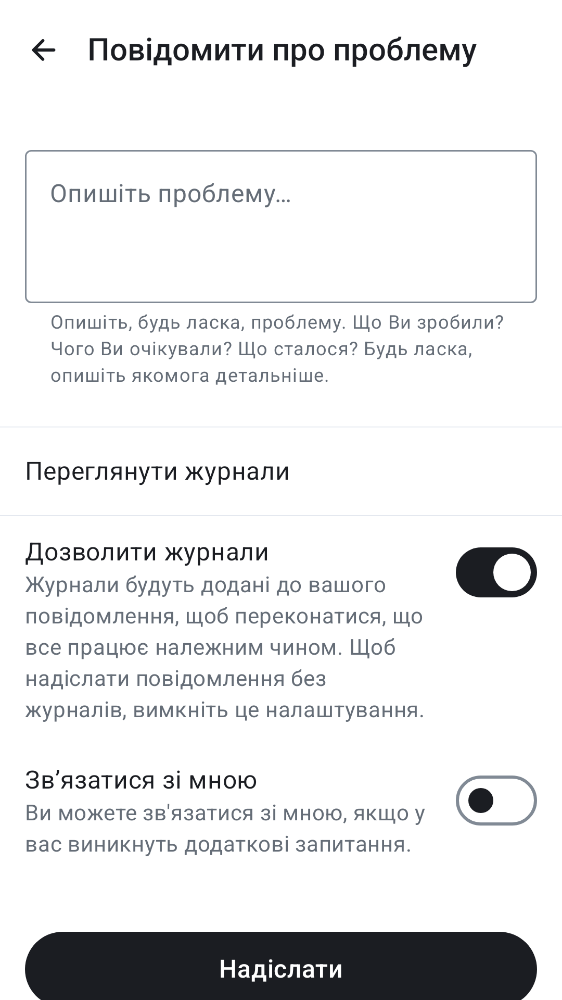 Повідомити про проблему
Опишіть проблему…
Опишіть, будь ласка, проблему. Що Ви зробили?
Чого Ви очікували? Що сталося? Будь ласка,
опишіть якомога детальніше.
Переглянути журнали
Дозволити журнали
Журнали будуть додані до вашого
повідомлення, щоб переконатися, що
все працює належним чином. Щоб
надіслати повідомлення без
журналів, вимкніть це налаштування.
Зв’язатися зі мною
Ви можете зв'язатися зі мною, якщо у
вас виникнуть додаткові запитання.
Надіслати